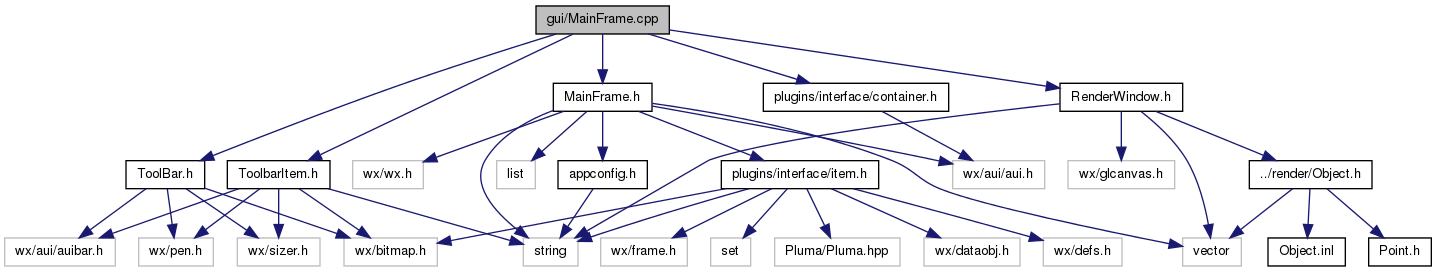 gui/MainFrame.cpp
MainFrame.h
plugins/interface/container.h
RenderWindow.h
ToolBar.h
ToolbarItem.h
wx/wx.h
list
appconfig.h
plugins/interface/item.h
wx/aui/aui.h
wx/glcanvas.h
../render/Object.h
wx/aui/auibar.h
wx/pen.h
wx/sizer.h
wx/bitmap.h
string
wx/frame.h
set
Pluma/Pluma.hpp
wx/dataobj.h
wx/defs.h
vector
Object.inl
Point.h